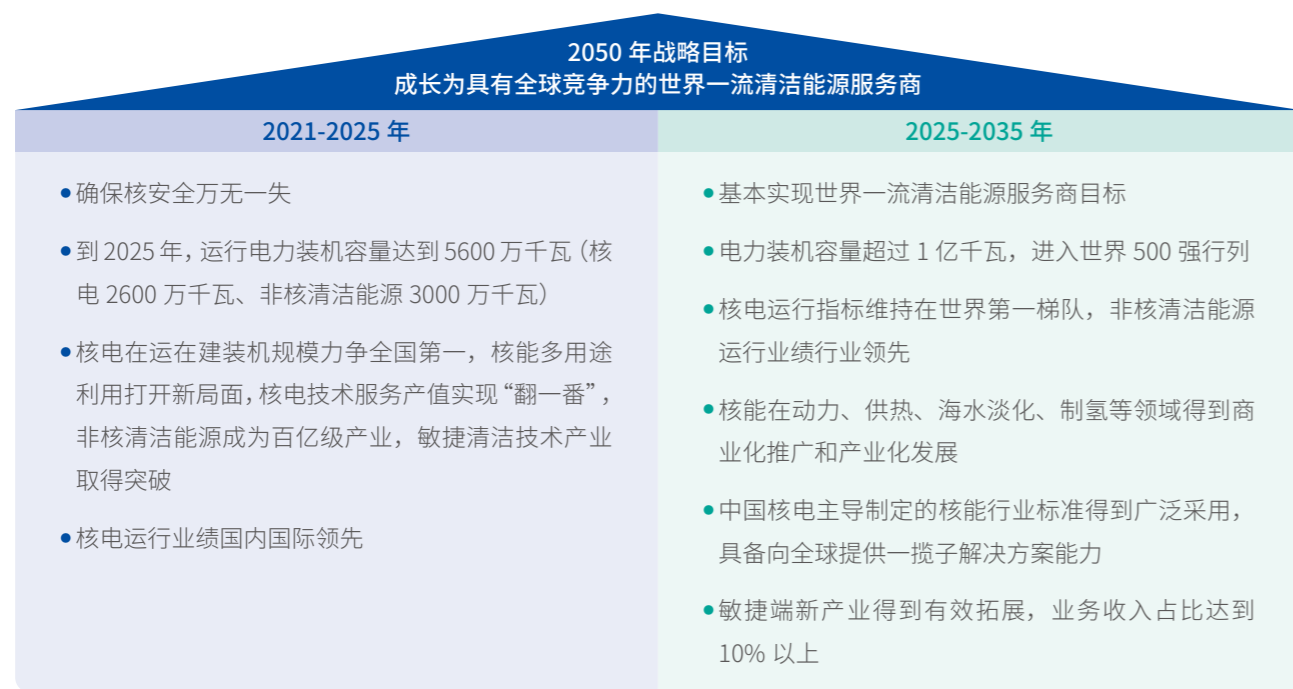 2050 年战略目标
成长为具有全球竞争力的世界一流清洁能源服务商
2021-2025 年
●确保核安全万无一失
●到 2025 年，运行电力装机容量达到 5600 万千瓦（核
电 2600 万千瓦、非核清洁能源 3000 万千瓦）
●核电在运在建装机规模力争全国第一，核能多用途
利用打开新局面，核电技术服务产值实现“翻一番”，
非核清洁能源成为百亿级产业，敏捷清洁技术产业
取得突破
●核电运行业绩国内国际领先
2025-2035 年
●基本实现世界一流清洁能源服务商目标
●电力装机容量超过 1 亿千瓦，进入世界 500 强行列
●核电运行指标维持在世界第一梯队，非核清洁能源
运行业绩行业领先
●核能在动力、供热、海水淡化、制氢等领域得到商
业化推广和产业化发展
●中国核电主导制定的核能行业标准得到广泛采用，
具备向全球提供一揽子解决方案能力
●敏捷端新产业得到有效拓展，业务收入占比达到
10% 以上